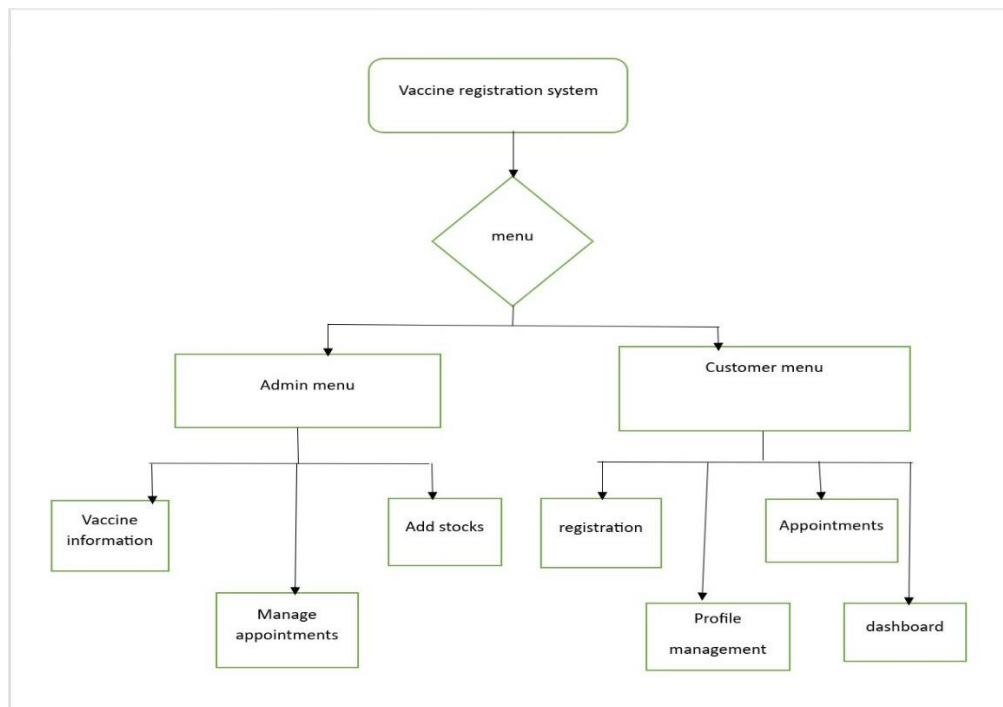 Vaccine registration system
menu
Admin menu
Customer menu
Vaccine
information
Add stocks
registration
Appointments
Manage
appointments
Profile
management
dashboard